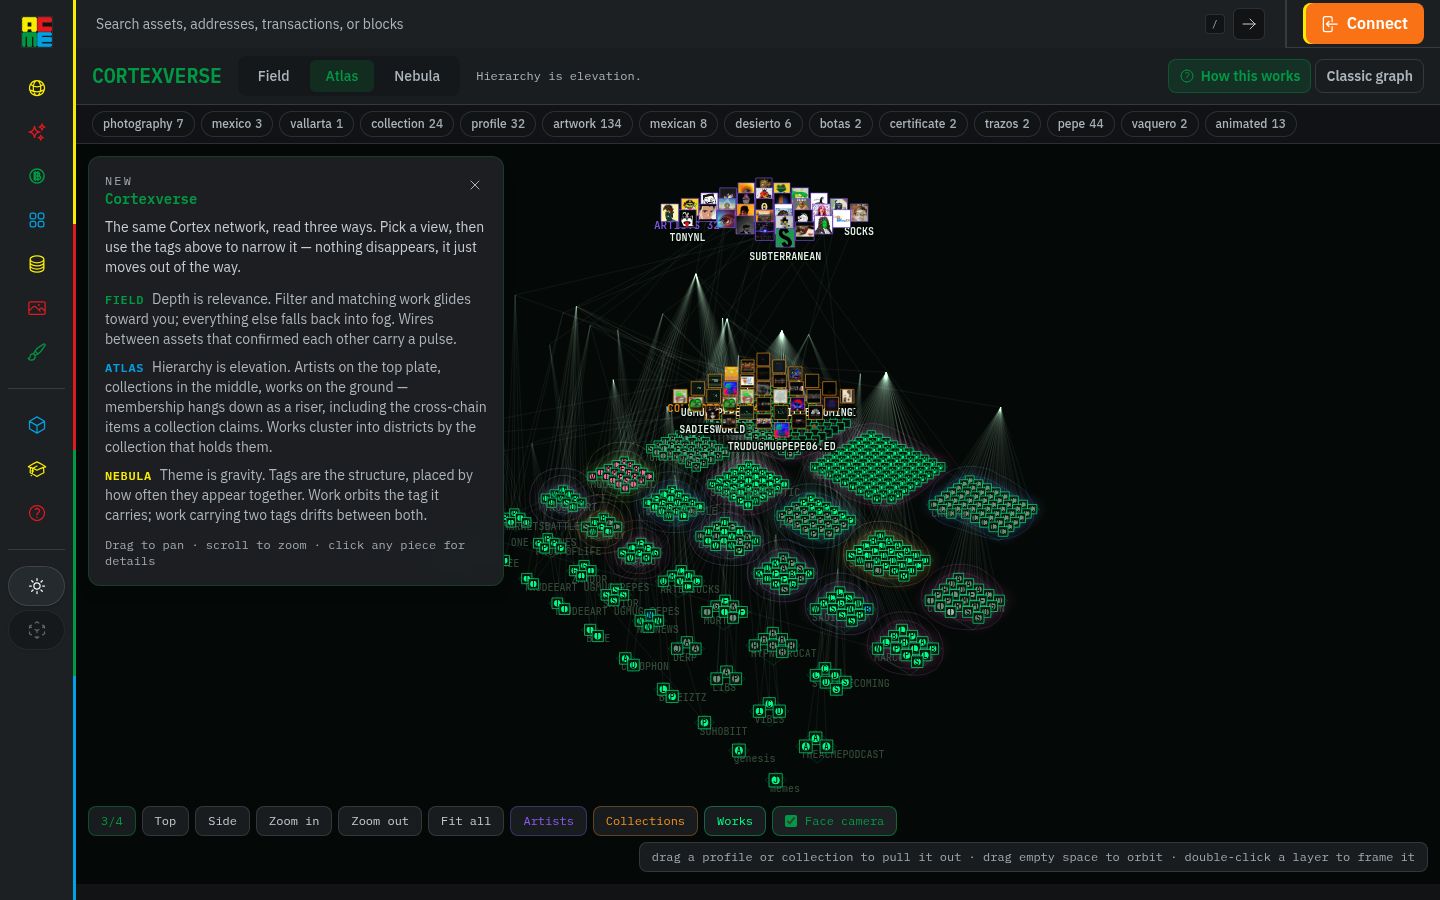 ACME
Search assets, addresses, transactions, or blocks
/
Connect
CORTEXVERSE
Field
Atlas
Nebula
Hierarchy is elevation.
How this works
Classic graph
photography 7
mexico 3
vallarta 1
collection 24
profile 32
artwork 134
mexican 8
desierto 6
botas 2
certificate 2
trazos 2
pepe 44
vaquero 2
animated 13
NEW
Cortexverse
The same Cortex network, read three ways. Pick a view, then
use the tags above to narrow it — nothing disappears, it just
moves out of the way.
FIELD Depth is relevance. Filter and matching work glides
toward you; everything else falls back into fog. Wires
between assets that confirmed each other carry a pulse.
ATLAS Hierarchy is elevation. Artists on the top plate,
collections in the middle, works on the ground —
membership hangs down as a riser, including the cross-chain
items a collection claims. Works cluster into districts by the
collection that holds them.
NEBULA Theme is gravity. Tags are the structure, placed by
how often they appear together. Work orbits the tag it
carries; work carrying two tags drifts between both.
Drag to pan · scroll to zoom · click any piece for
details
ARTISTS 32
TONYNL
SOCKS
SUBTERRANEAN
SADIESWORLD
TRUDUGMUGPEPE06.ED
SOHOBIIT
genesis
THEACMEPODCAST
memes
3/4
Top
Side
Zoom in
Zoom out
Fit all
Artists
Collections
Works
Face camera
drag a profile or collection to pull it out · drag empty space to orbit · double-click a layer to frame it